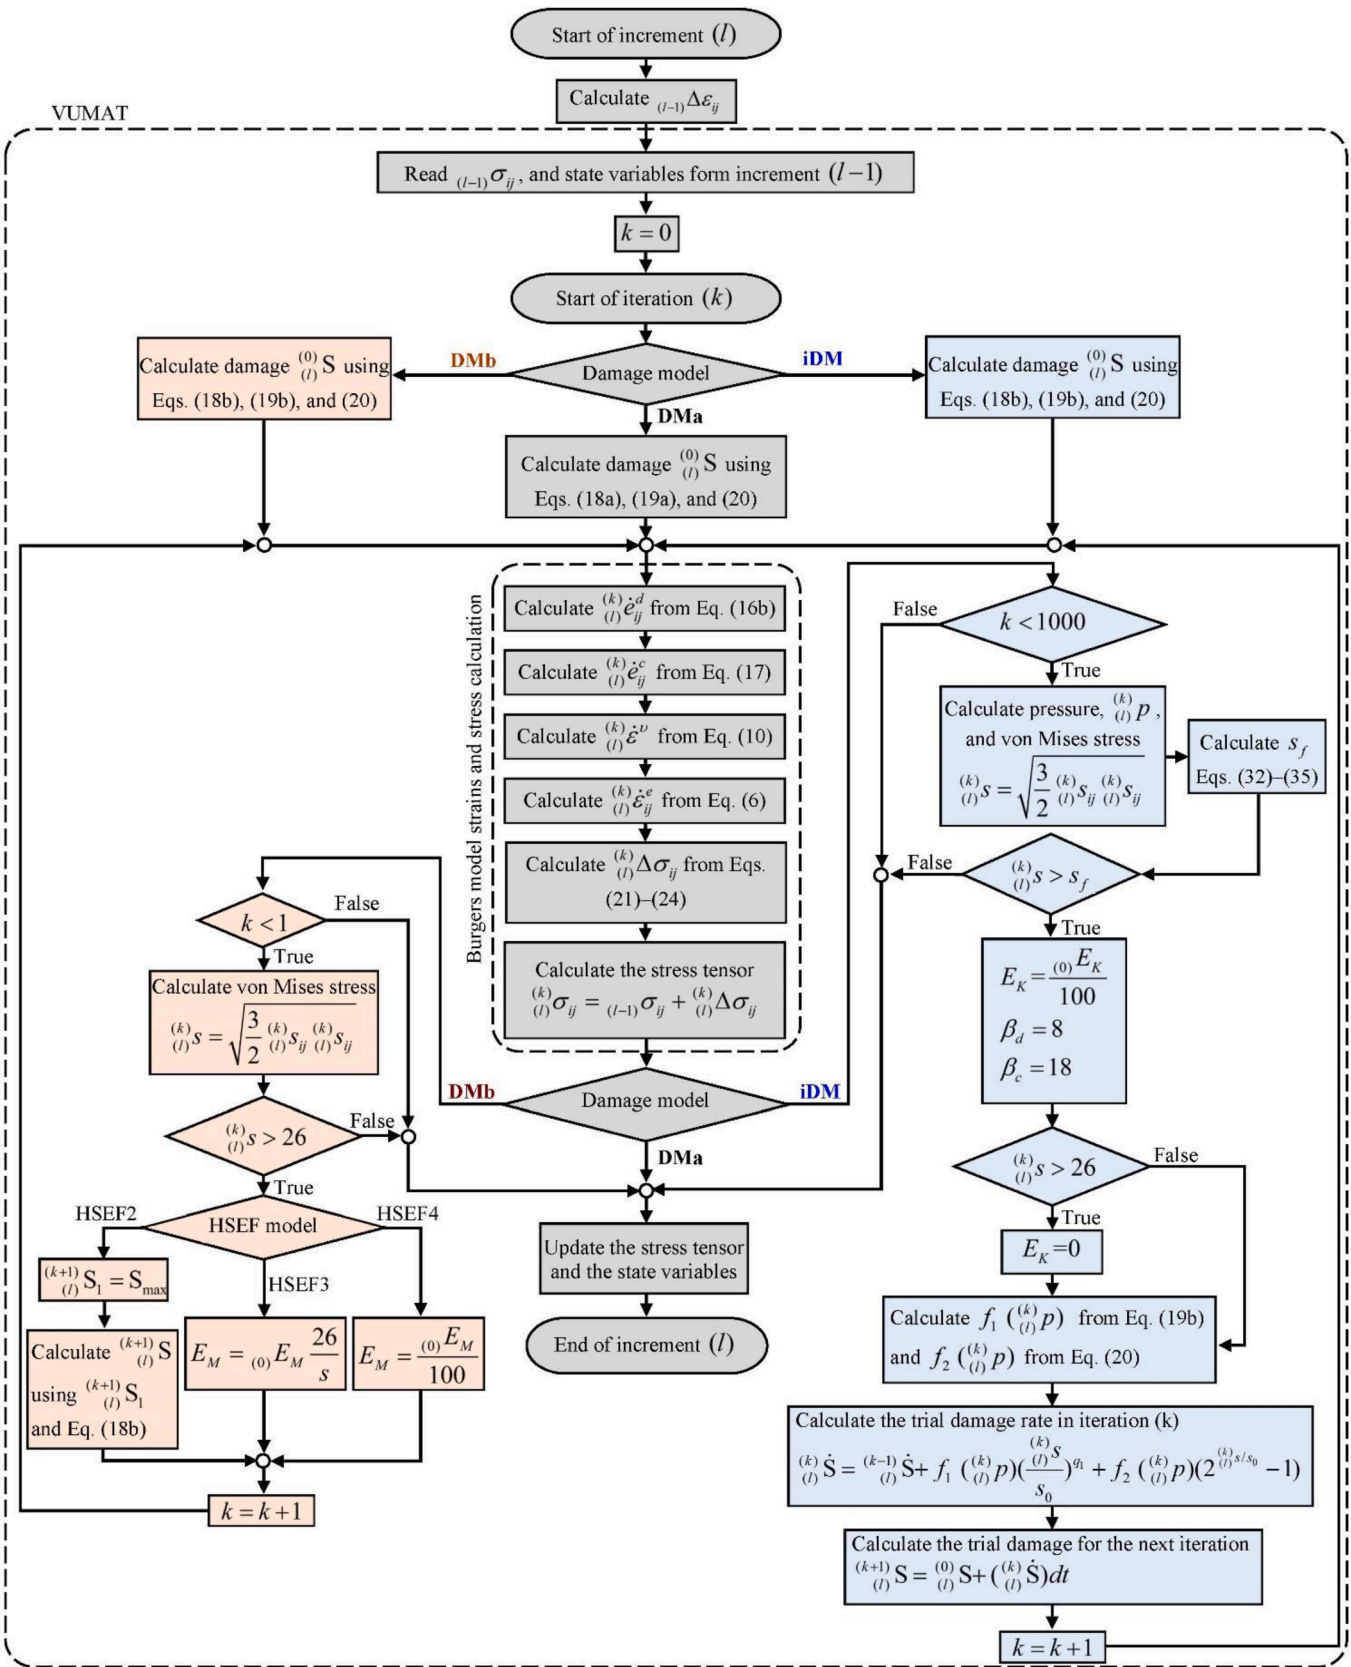 Start of increment (l)
Calculate (l−1)Δε_ij
VUMAT
Read (l−1)σ_ij, and state variables form increment (l−1)
k = 0
Start of iteration (k)
Damage model
DMb
iDM
DMa
Calculate damage (0)(l)S using
Eqs. (18b), (19b), and (20)
Calculate damage (0)(l)S using
Eqs. (18a), (19a), and (20)
Calculate damage (0)(l)S using
Eqs. (18b), (19b), and (20)
Burgers model strains and stress calculation
Calculate (k)(l)ė^d_ij from Eq. (16b)
Calculate (k)(l)ė^c_ij from Eq. (17)
Calculate (k)(l)ε̇^υ from Eq. (10)
Calculate (k)(l)ε̇^e_ij from Eq. (6)
Calculate (k)(l)Δσ_ij from Eqs.
(21)–(24)
Calculate the stress tensor
(k)(l)σ_ij = (l−1)σ_ij + (k)(l)Δσ_ij
Damage model
DMb
iDM
DMa
Update the stress tensor
and the state variables
End of increment (l)
k < 1
False
True
Calculate von Mises stress
(k)(l)s = √(3/2 (k)(l)s_ij (k)(l)s_ij)
(k)(l)s > 26
False
True
HSEF model
HSEF2
HSEF4
HSEF3
(k+1)(l)S_1 = S_max
Calculate (k+1)(l)S
using (k+1)(l)S_1
and Eq. (18b)
E_M = (0)E_M 26/s
E_M = (0)E_M/100
k = k + 1
k < 1000
False
True
Calculate pressure, (k)(l)p ,
and von Mises stress
(k)(l)s = √(3/2 (k)(l)s_ij (k)(l)s_ij)
Calculate s_f
Eqs. (32)–(35)
(k)(l)s > s_f
False
True
E_K = (0)E_K/100
β_d = 8
β_c = 18
(k)(l)s > 26
False
True
E_K =0
Calculate f_1 ((k)(l)p) from Eq. (19b)
and f_2 ((k)(l)p) from Eq. (20)
Calculate the trial damage rate in iteration (k)
(k)(l)Ṡ = (k−1)(l)Ṡ + f_1 ((k)(l)p)((k)(l)s/s_0)^q_1 + f_2 ((k)(l)p)(2^((k)(l)s/s_0) − 1)
Calculate the trial damage for the next iteration
(k+1)(l)S = (0)(l)S + ((k)(l)Ṡ)dt
k = k + 1